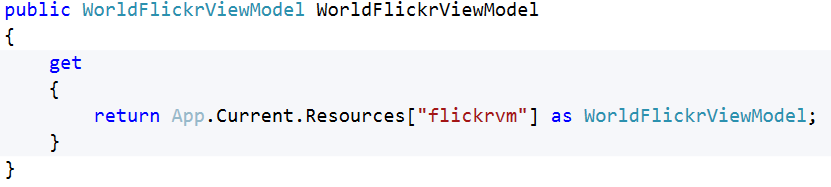 public WorldFlickrViewModel WorldFlickrViewModel
{
    get
    {
        return App.Current.Resources["flickrvm"] as WorldFlickrViewModel;
    }
}